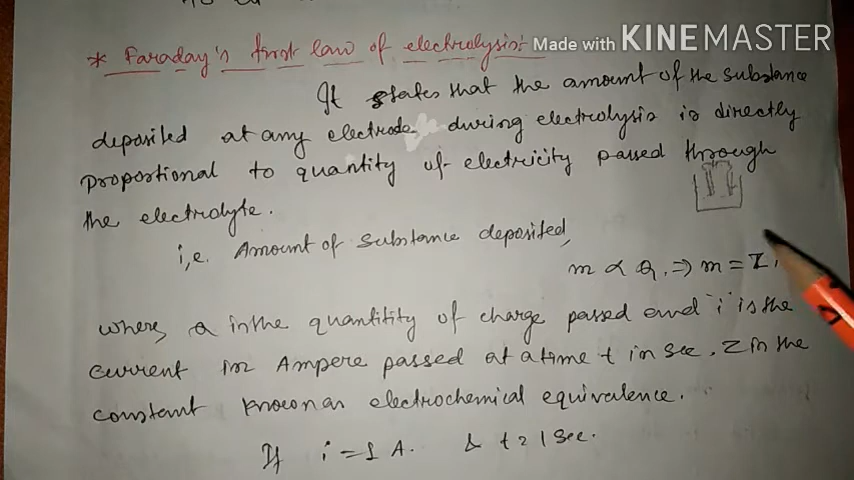 * Faraday's first law of electrolysis:
Made with KINEMASTER
It states that the amount of the substance
deposited at any electrode during electrolysis is directly
proportional to quantity of electricity passed through
the electrolyte.
i,e. Amount of substance deposited,
m ∝ Q, ⇒ m = Z
where, Q is the quantitity of charge passed and 'i' is the
current in Ampere passed at a time t in sec. Z is the
constant known as electrochemical equivalence.
If i = 1 A. & t = 1 sec.